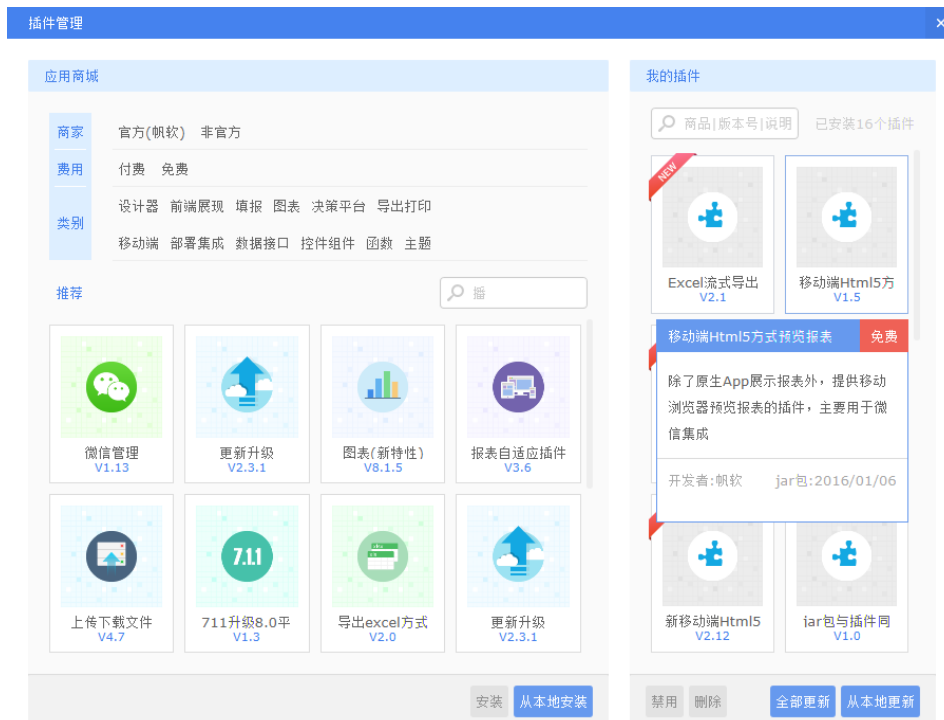 插件管理
应用商城
商家 官方(帆软) 非官方
费用 付费 免费
类别
设计器 前端展现 填报 图表 决策平台 导出打印
移动端 部署集成 数据接口 控件组件 函数 主题
推荐
播
微信管理
V1.13
更新升级
V2.3.1
图表(新特性)
V8.1.5
报表自适应插件
V3.6
7.1.1
上传下载文件
V4.7
711升级8.0平
V1.3
导出excel方式
V2.0
更新升级
V2.3.1
安装 从本地安装
我的插件
商品|版本号|说明 已安装16个插件
NEW
Excel流式导出
V2.1
移动端Html5方
V1.5
移动端Html5方式预览报表 免费
除了原生App展示报表外，提供移动
浏览器预览报表的插件，主要用于微
信集成
开发者:帆软 jar包:2016/01/06
新移动端Html5
V2.12
jar包与插件同
V1.0
禁用 删除 全部更新 从本地更新